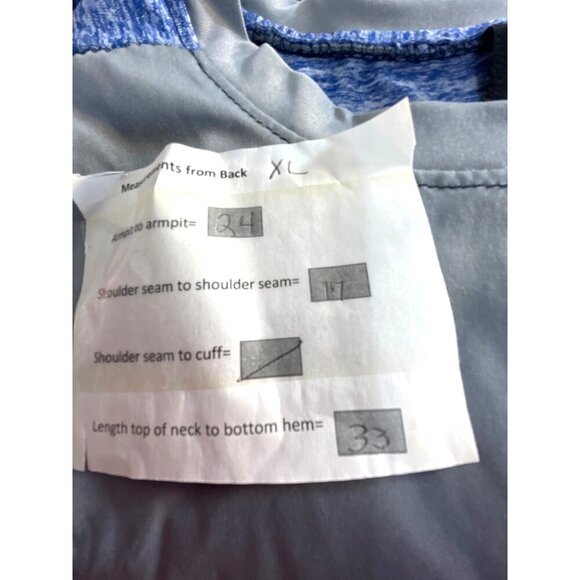 Measurements from Back XL
Armpit to armpit= 24
Shoulder seam to shoulder seam= 17
Shoulder seam to cuff=
Length top of neck to bottom hem= 33